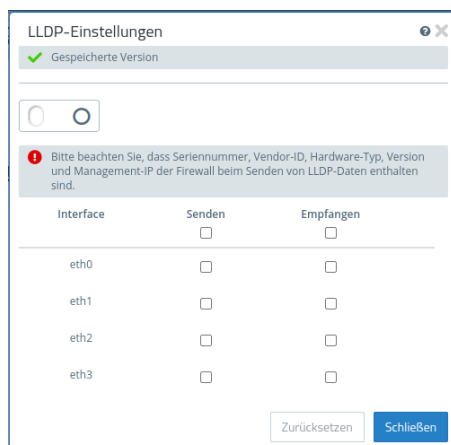 LLDP-Einstellungen
Gespeicherte Version
Bitte beachten Sie, dass Seriennummer, Vendor-ID, Hardware-Typ, Version
und Management-IP der Firewall beim Senden von LLDP-Daten enthalten
sind.
Interface Senden Empfangen
eth0
eth1
eth2
eth3
Zurücksetzen Schließen